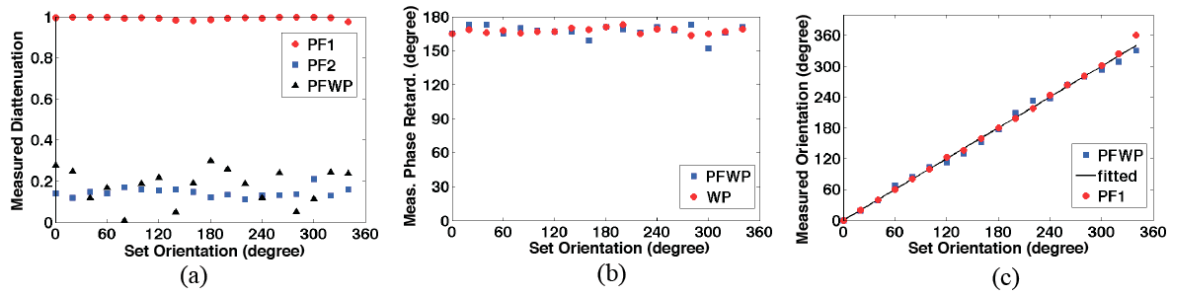 Measured Diattenuation
1
0.8
0.6
0.4
0.2
0
PF1
PF2
PFWP
0 60 120 180 240 300 360
Set Orientation (degree)
(a)
Meas. Phase Retard. (degree)
180
150
120
90
60
30
0
PFWP
WP
0 60 120 180 240 300 360
Set Orientation (degree)
(b)
Measured Orientation (degree)
360
300
240
180
120
60
0
PFWP
fitted
PF1
0 60 120 180 240 300 360
Set Orientation (degree)
(c)